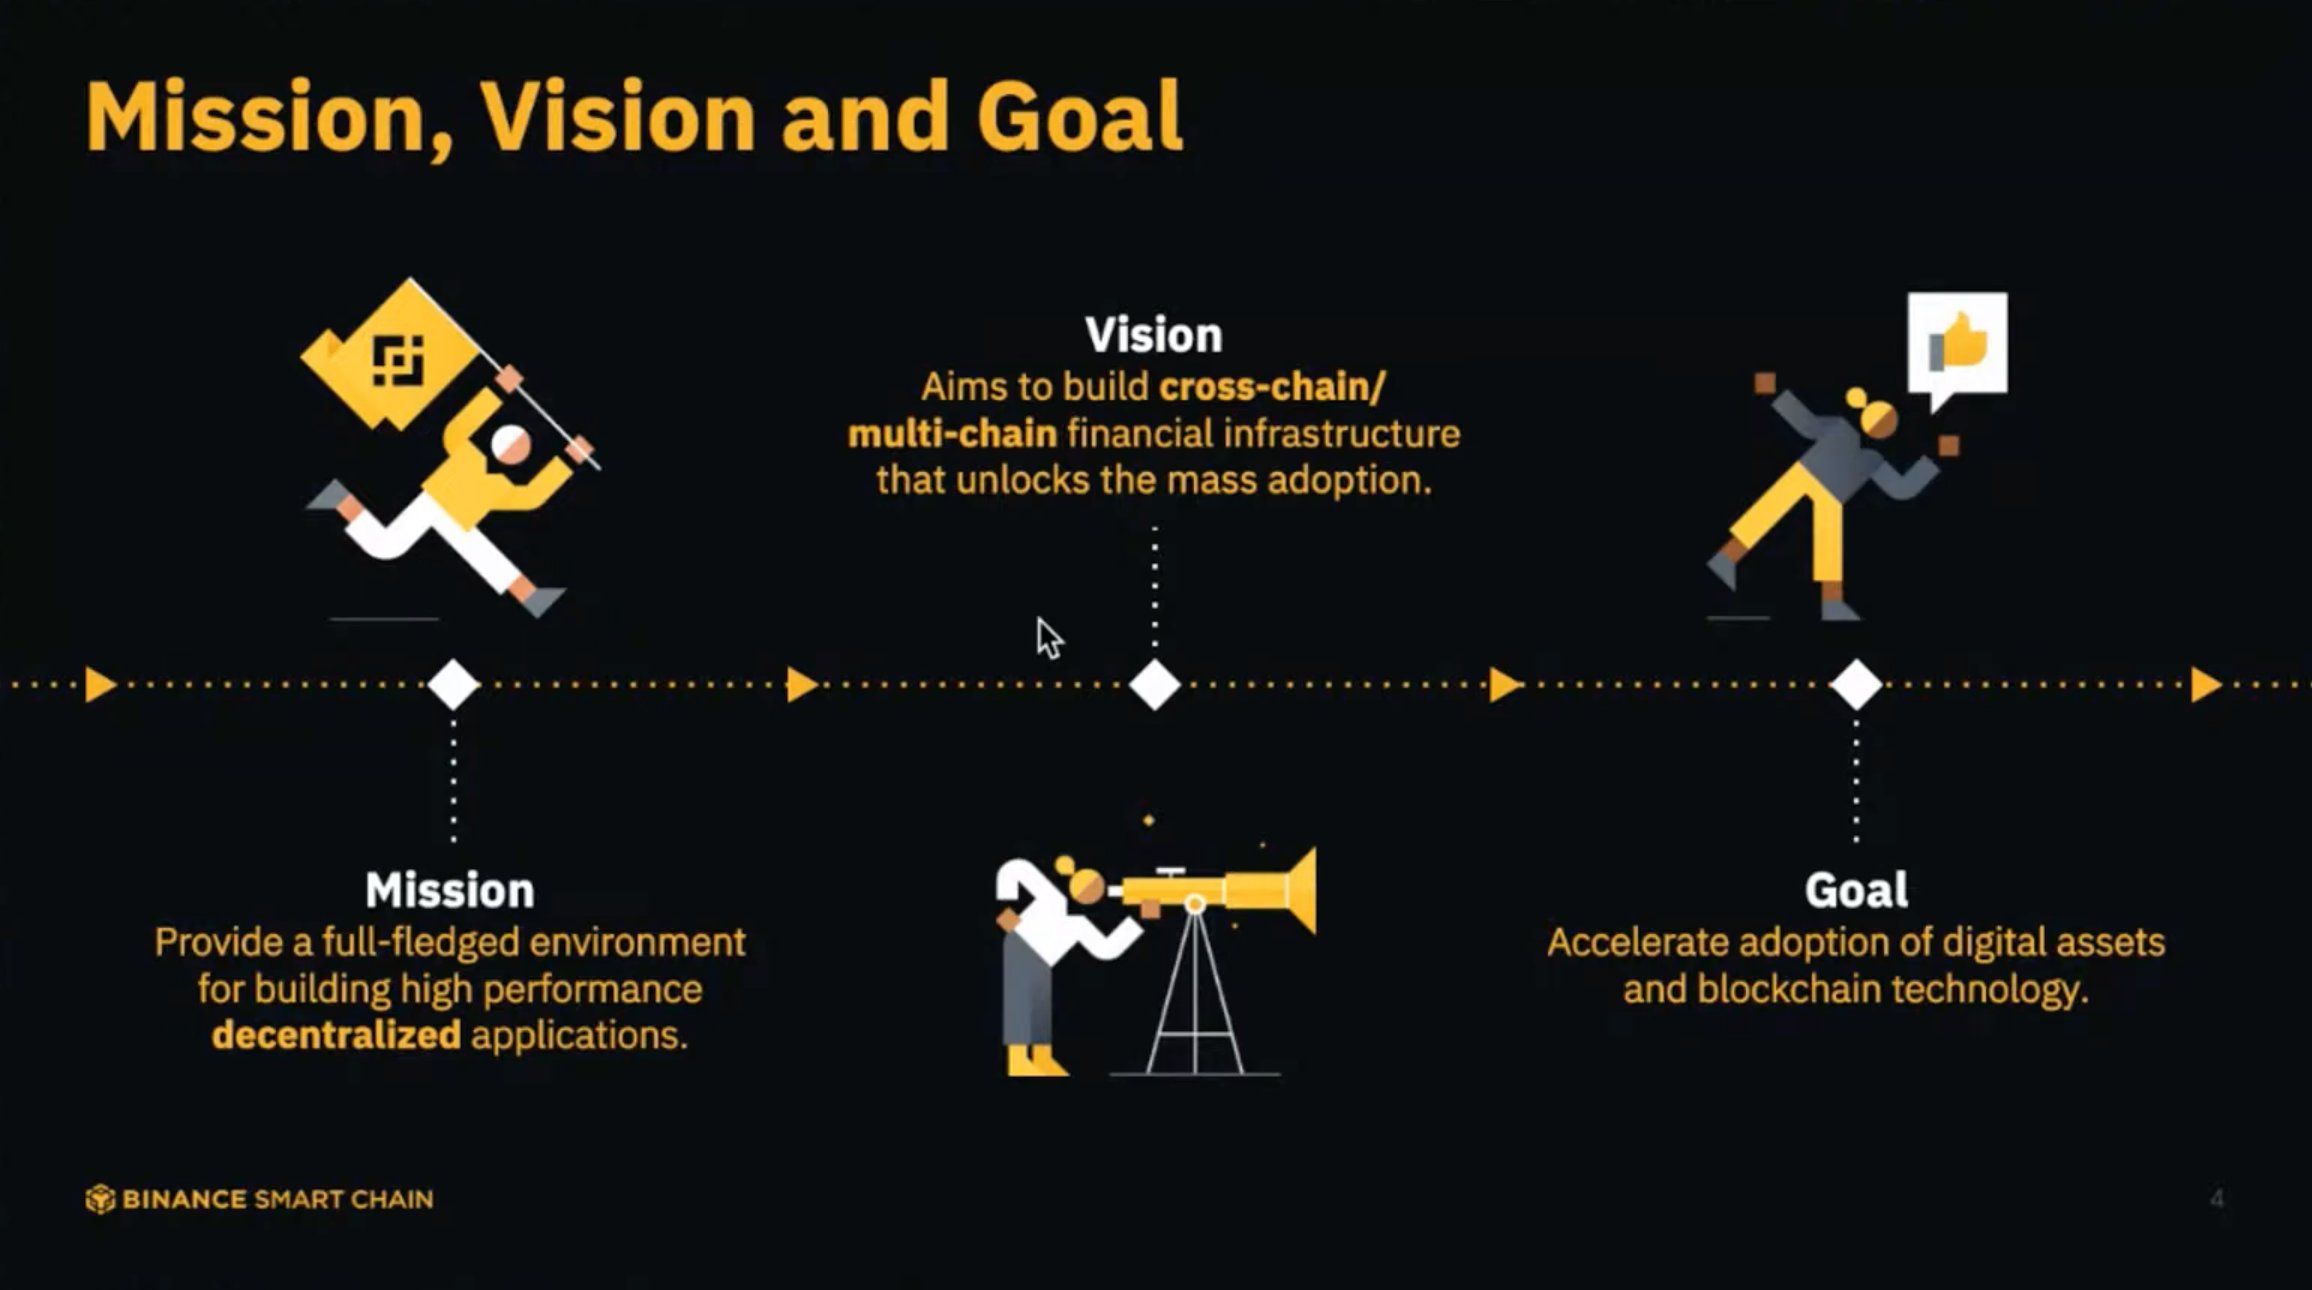 Mission, Vision and Goal
Vision
Aims to build cross-chain/
multi-chain financial infrastructure
that unlocks the mass adoption.
Mission
Provide a full-fledged environment
for building high performance
decentralized applications.
Goal
Accelerate adoption of digital assets
and blockchain technology.
BINANCE SMART CHAIN
4